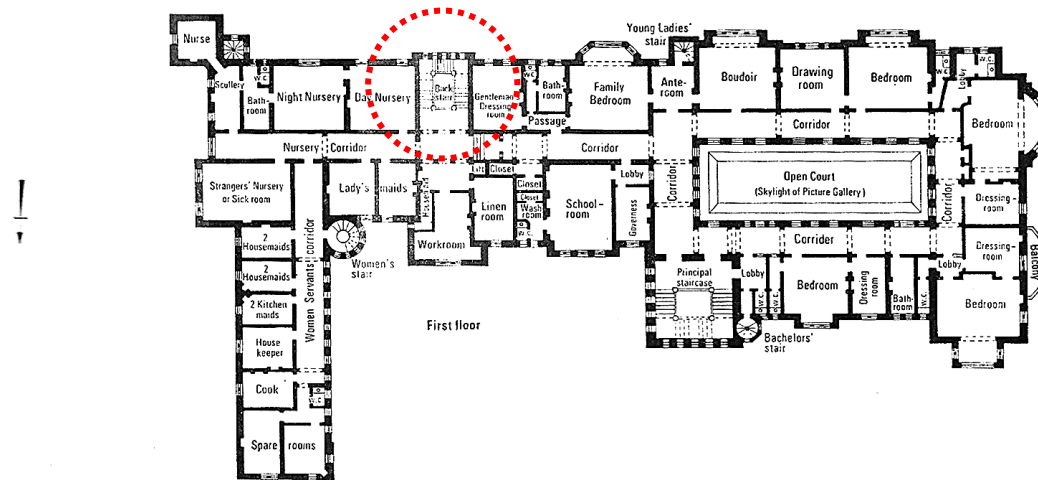 Nurse
Scullery
w.c.
Bath-
room
Night Nursery
Day Nursery
Back
stair
Gentleman's
Dressing
room
w.c.
Bath-
room
Passage
Family
Bedroom
Young Ladies'
stair
Ante-
room
Boudoir
Drawing
room
Bedroom
w.c.
Lobby
w.c.
Bedroom
Nursery Corridor
Corridor
Corridor
Strangers' Nursery
or Sick room
Lady's maids
Housemaid
Lift
Closet
Linen
room
Closet
Closet
Wash
room
w.c.
School-
room
Lobby
Governess
Corridor
Open Court
(Skylight of Picture Gallery)
Corridor
Dressing-
room
Workroom
Women's
stair
2
Housemaids
2
Housemaids
2 Kitchen
maids
House
keeper
Cook
w.c.
Spare rooms
Women Servants' corridor
First floor
Principal
staircase
Lobby
w.c.
w.c.
Bachelors'
stair
Corrider
Bedroom
Dressing
room
Bath-
room
w.c.
Lobby
Dressing-
room
Bedroom
Balcony